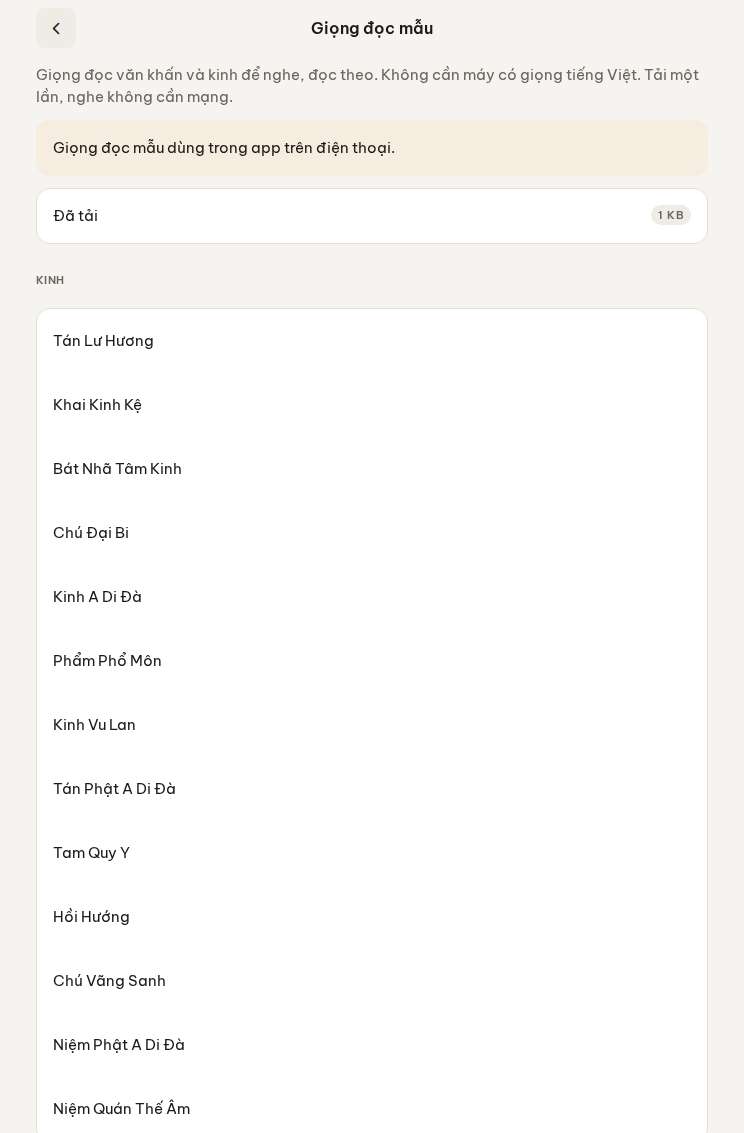 Giọng đọc mẫu
Giọng đọc văn khấn và kinh để nghe, đọc theo. Không cần máy có giọng tiếng Việt. Tải một
lần, nghe không cần mạng.
Giọng đọc mẫu dùng trong app trên điện thoại.
Đã tải
1 KB
KINH
Tán Lư Hương
Khai Kinh Kệ
Bát Nhã Tâm Kinh
Chú Đại Bi
Kinh A Di Đà
Phẩm Phổ Môn
Kinh Vu Lan
Tán Phật A Di Đà
Tam Quy Y
Hồi Hướng
Chú Vãng Sanh
Niệm Phật A Di Đà
Niệm Quán Thế Âm